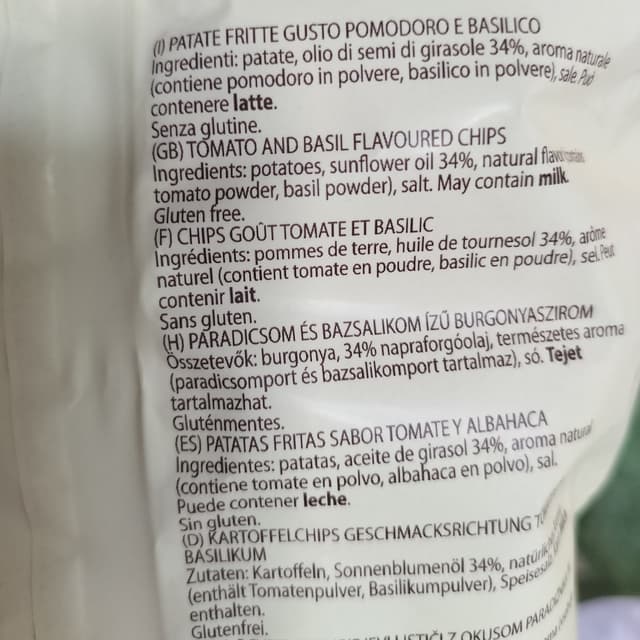 (I) PATATE FRITTE GUSTO POMODORO E BASILICO
Ingredienti: patate, olio di semi di girasole 34%, aroma naturale
(contiene pomodoro in polvere, basilico in polvere), sale. Può
contenere latte.
Senza glutine.
(GB) TOMATO AND BASIL FLAVOURED CHIPS
Ingredients: potatoes, sunflower oil 34%, natural
tomato powder, basil powder), salt. May contain milk.
Gluten free.
(F) CHIPS GOÛT TOMATE ET BASILIC
Ingrédients: pommes de terre, huile de tournesol 34%, arôme
naturel (contient tomate en poudre, basilic en poudre), sel. Peut
contenir lait.
Sans gluten.
(H) PARADICSOM ÉS BAZSALIKOM ÍZŰ BURGONYASZIROM
Összetevők: burgonya, 34% napraforgóolaj, természetes aroma
(paradicsomport és bazsalikomport tartalmaz), só. Tejet
tartalmazhat.
Gluténmentes.
(ES) PATATAS FRITAS SABOR TOMATE Y ALBAHACA
Ingredientes: patatas, aceite de girasol 34%, aroma natural
(contiene tomate en polvo, albahaca en polvo), sal.
Puede contener leche.
Sin gluten.
(D) KARTOFFELCHIPS GESCHMACKSRICHTUNG
BASILIKUM
Zutaten: Kartoffeln, Sonnenblumenöl 34%,
(enthält Tomatenpulver, Basilikumpulver),
enthalten.
Glutenfrei.
Z OKUSOM